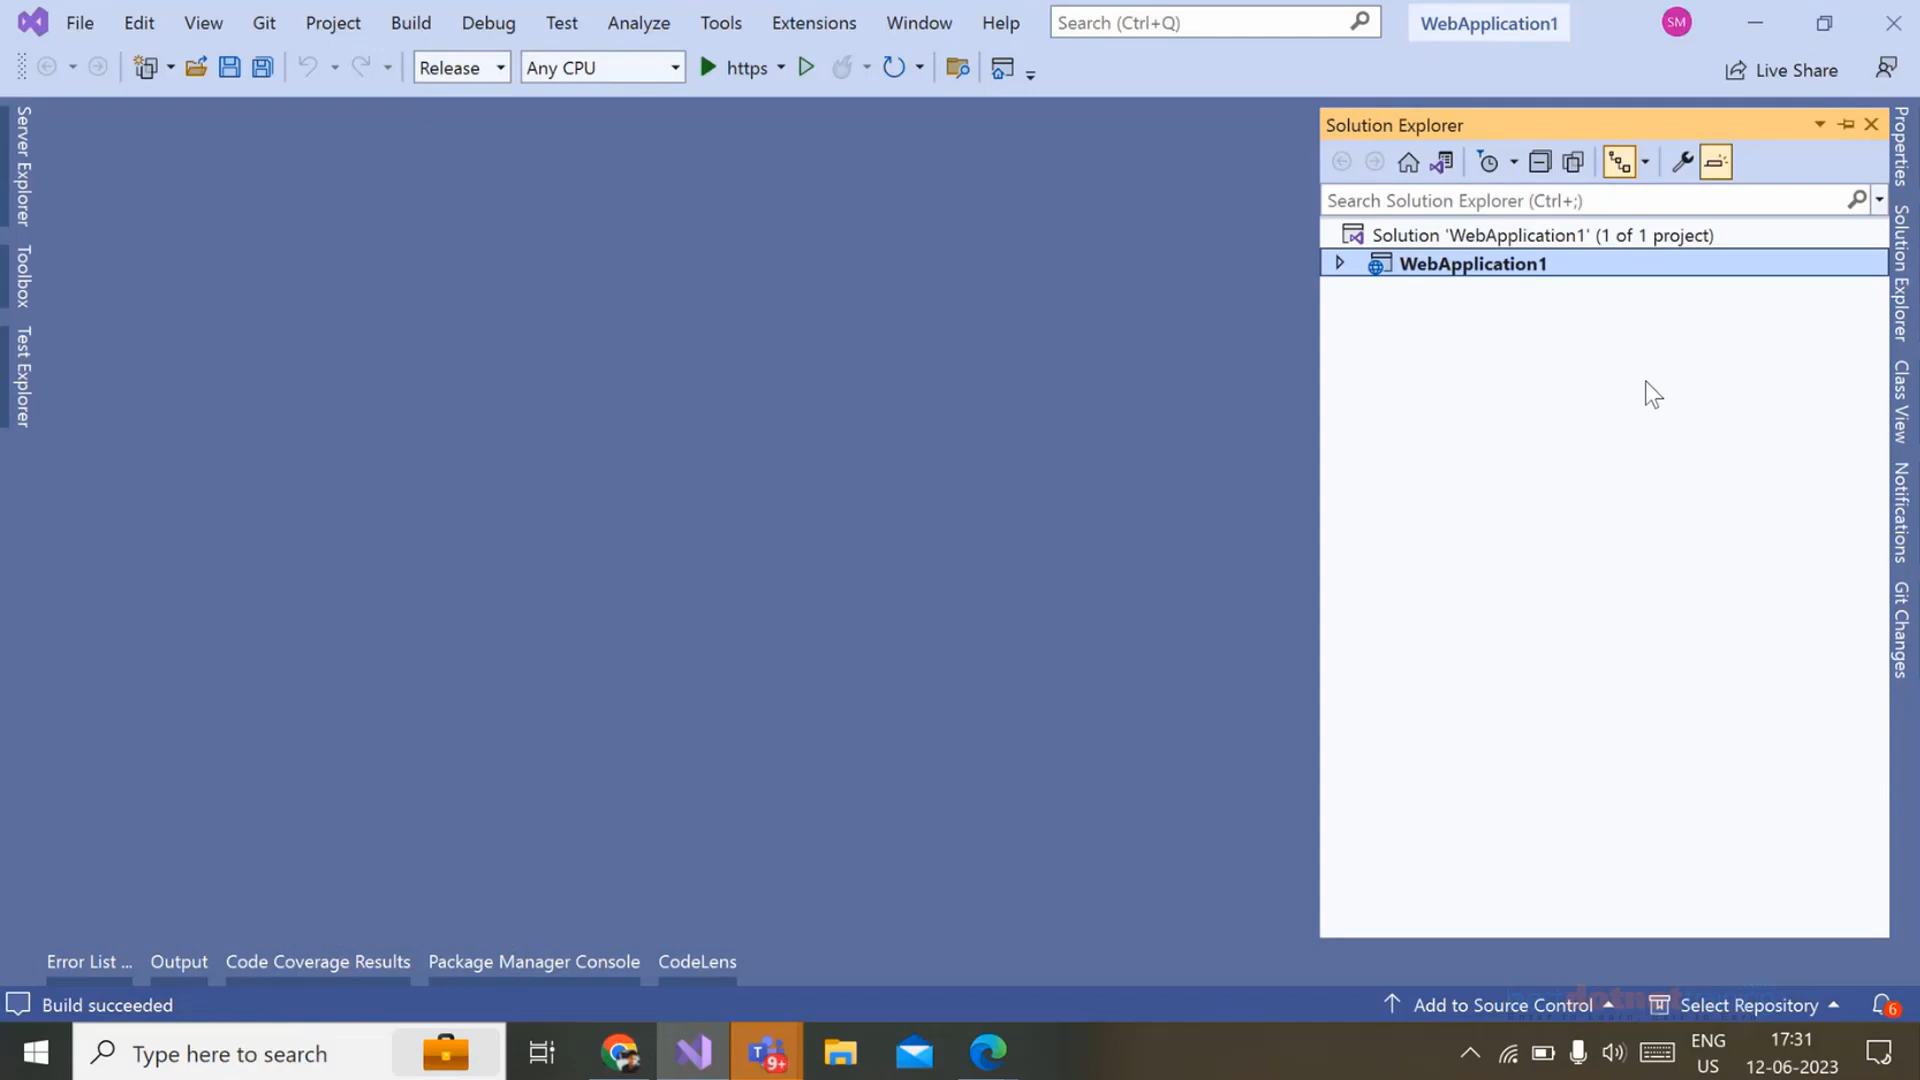 File Edit View Git Project Build Debug Test Analyze Tools Extensions Window Help Search (Ctrl+Q) WebApplication1 SM
Release Any CPU https Live Share
Server Explorer
Toolbox
Test Explorer
Solution Explorer
Search Solution Explorer (Ctrl+;)
Solution 'WebApplication1' (1 of 1 project)
WebApplication1
Properties
Solution Explorer
Class View
Notifications
Git Changes
Error List ... Output Code Coverage Results Package Manager Console CodeLens
Build succeeded Add to Source Control Select Repository 6
Type here to search 9+ ENG 17:31
US 12-06-2023